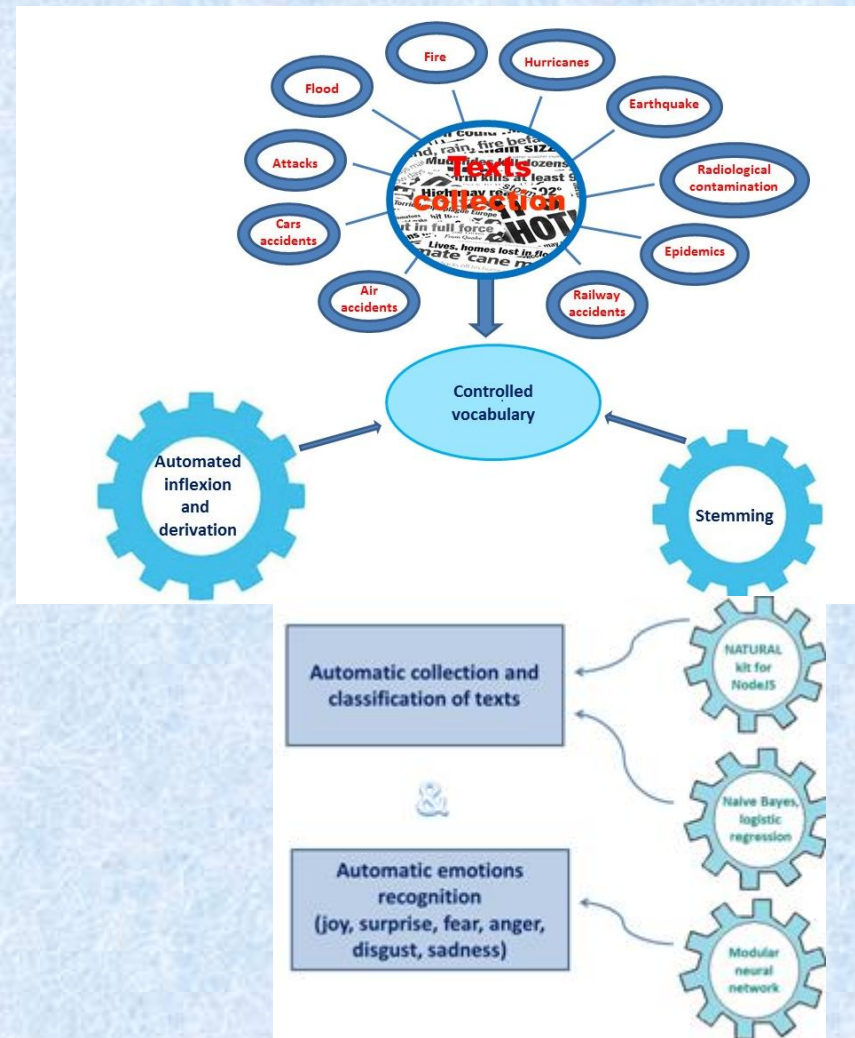 Fire
Hurricanes
Flood
Earthquake
Attacks
Texts
collection
Radiological
contamination
Cars
accidents
Epidemics
Air
accidents
Railway
accidents
Controlled
vocabulary
Automated
inflexion
and
derivation
Stemming
Automatic collection and
classification of texts
NATURAL
kit for
NodeJS
&
Naive Bayes,
logistic
regression
Automatic emotions
recognition
(joy, surprise, fear, anger,
disgust, sadness)
Modular
neural
network